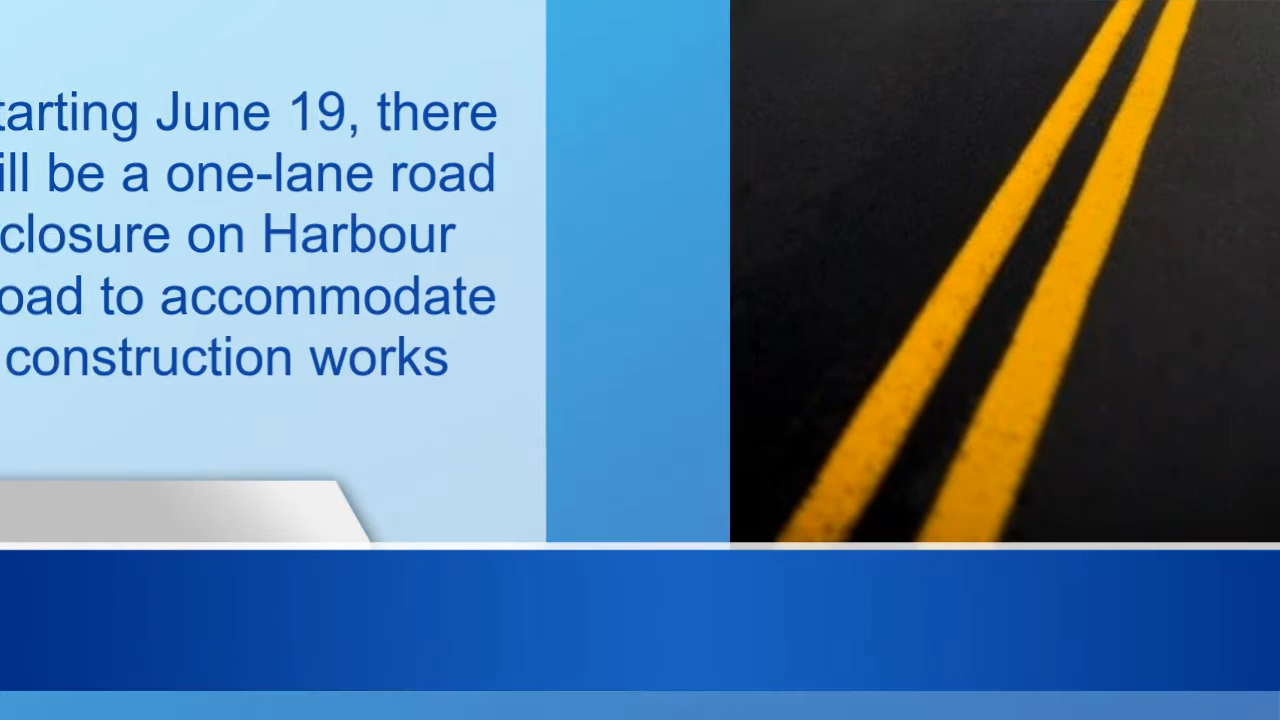 tarting June 19, there
ill be a one-lane road
closure on Harbour
oad to accommodate
construction works